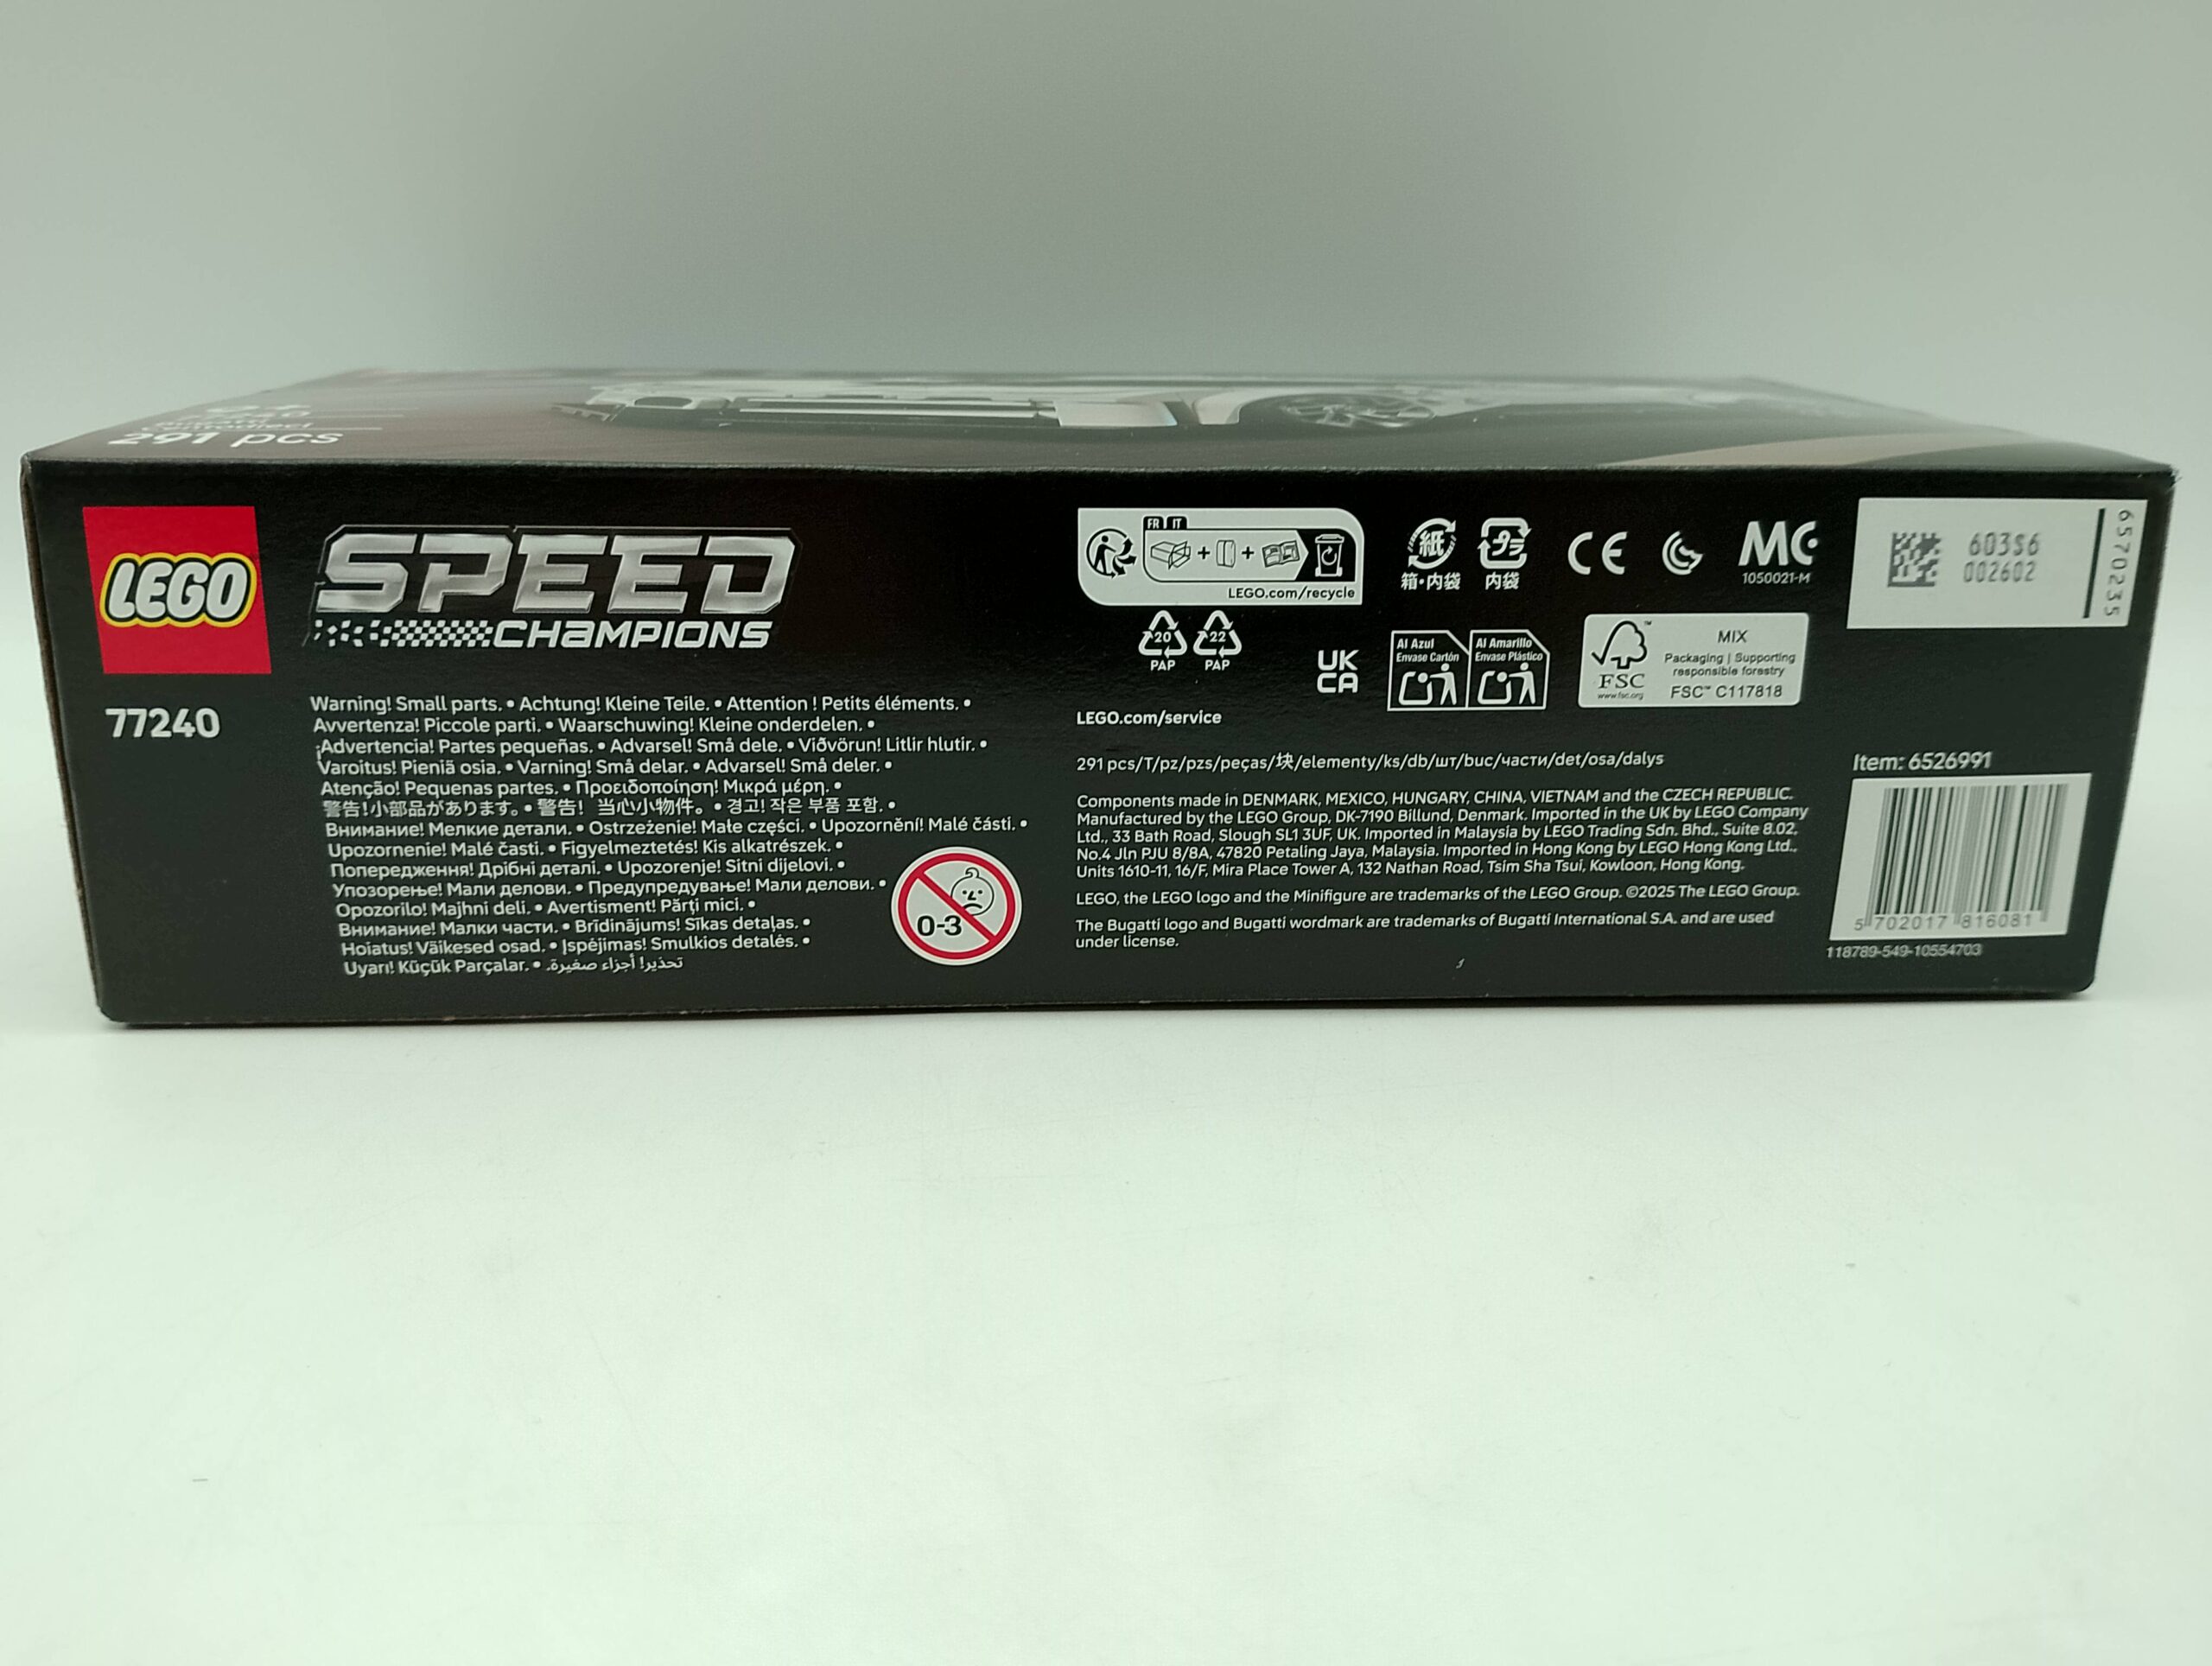 77240
291 pcs
LEGO
SPEED
CHAMPIONS
77240
Warning! Small parts. • Achtung! Kleine Teile. • Attention ! Petits éléments. •
Avvertenza! Piccole parti. • Waarschuwing! Kleine onderdelen. •
¡Advertencia! Partes pequeñas. • Advarsel! Små dele. • Viðvörun! Litlir hlutir. •
Varoitus! Pieniä osia. • Varning! Små delar. • Advarsel! Små deler. •
Atenção! Pequenas partes. • Προειδοποίηση! Μικρά μέρη. •
警告!小部品があります。• 警告! 当心小物件。• 경고! 작은 부품 포함. •
Внимание! Мелкие детали. • Ostrzeżenie! Małe części. • Upozornění! Malé části. •
Upozornenie! Malé časti. • Figyelmeztetés! Kis alkatrészek. •
Попередження! Дрібні деталі. • Upozorenje! Sitni dijelovi. •
Упозорење! Мали делови. • Предупредување! Мали делови. •
Opozorilo! Majhni deli. • Avertisment! Părți mici. •
Внимание! Малки части. • Brīdinājums! Sīkas detaļas. •
Hoiatus! Väikesed osad. • Įspėjimas! Smulkios detalės. •
Uyarı! Küçük Parçalar. • تحذير! أجزاء صغيرة.
0-3
FR IT
LEGO.com/recycle
20
PAP
22
PAP
紙
箱・内袋
プラ
内袋
CE
MC
1050021-M
UK
CA
Al Azul
Envase Cartón
Al Amarillo
Envase Plástico
FSC
www.fsc.org
MIX
Packaging | Supporting
responsible forestry
FSC™ C117818
LEGO.com/service
291 pcs/T/pz/pzs/peças/块/elementy/ks/db/шт/buc/части/det/osa/dalys
Components made in DENMARK, MEXICO, HUNGARY, CHINA, VIETNAM and the CZECH REPUBLIC.
Manufactured by the LEGO Group, DK-7190 Billund, Denmark. Imported in the UK by LEGO Company
Ltd., 33 Bath Road, Slough SL1 3UF, UK. Imported in Malaysia by LEGO Trading Sdn. Bhd., Suite 8.02,
No.4 Jln PJU 8/8A, 47820 Petaling Jaya, Malaysia. Imported in Hong Kong by LEGO Hong Kong Ltd.,
Units 1610-11, 16/F, Mira Place Tower A, 132 Nathan Road, Tsim Sha Tsui, Kowloon, Hong Kong.
LEGO, the LEGO logo and the Minifigure are trademarks of the LEGO Group. ©2025 The LEGO Group.
The Bugatti logo and Bugatti wordmark are trademarks of Bugatti International S.A. and are used
under license.
603S6
002602
6570235
Item: 6526991
5 702017 816081
118789-549-10554703